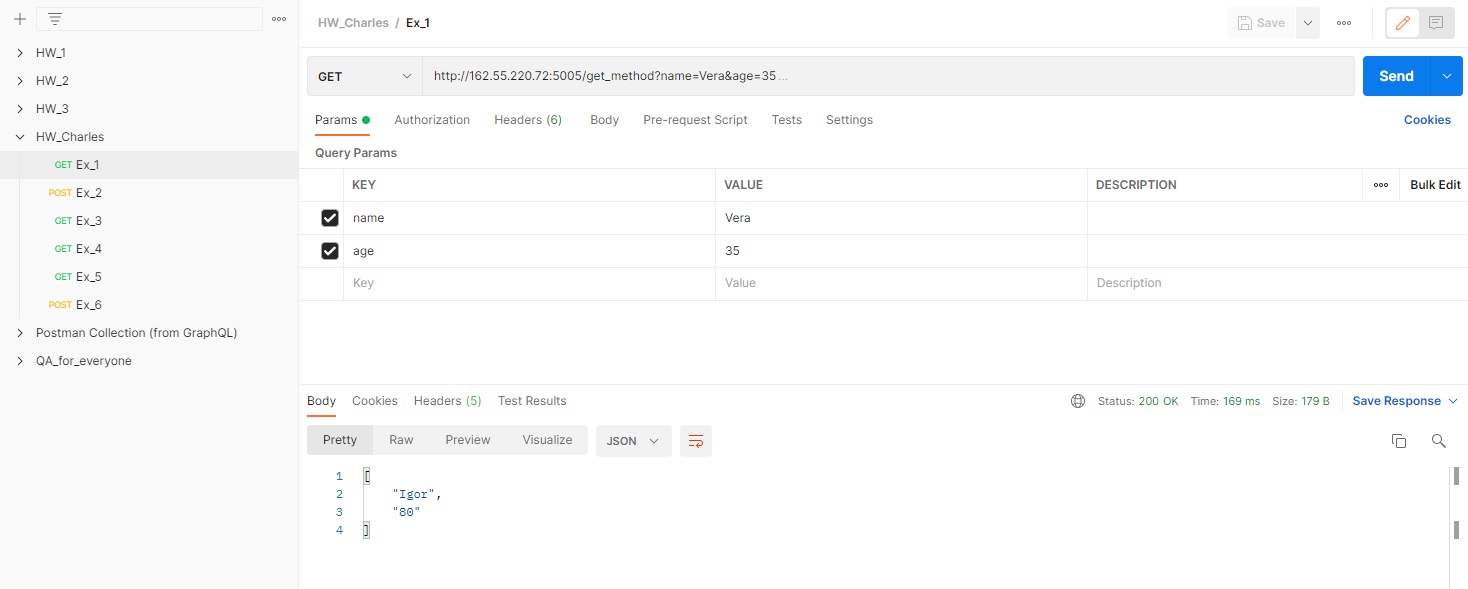 HW_Charles / Ex_1
Save
HW_1
HW_2
HW_3
HW_Charles
GET Ex_1
POST Ex_2
GET Ex_3
GET Ex_4
GET Ex_5
POST Ex_6
Postman Collection (from GraphQL)
QA_for_everyone
GET http://162.55.220.72:5005/get_method?name=Vera&age=35 ...
Send
Params Authorization Headers (6) Body Pre-request Script Tests Settings Cookies
Query Params
KEY VALUE DESCRIPTION Bulk Edit
name Vera
age 35
Key Value Description
Body Cookies Headers (5) Test Results Status: 200 OK Time: 169 ms Size: 179 B Save Response
Pretty Raw Preview Visualize JSON
1 [
2 "Igor",
3 "80"
4 ]